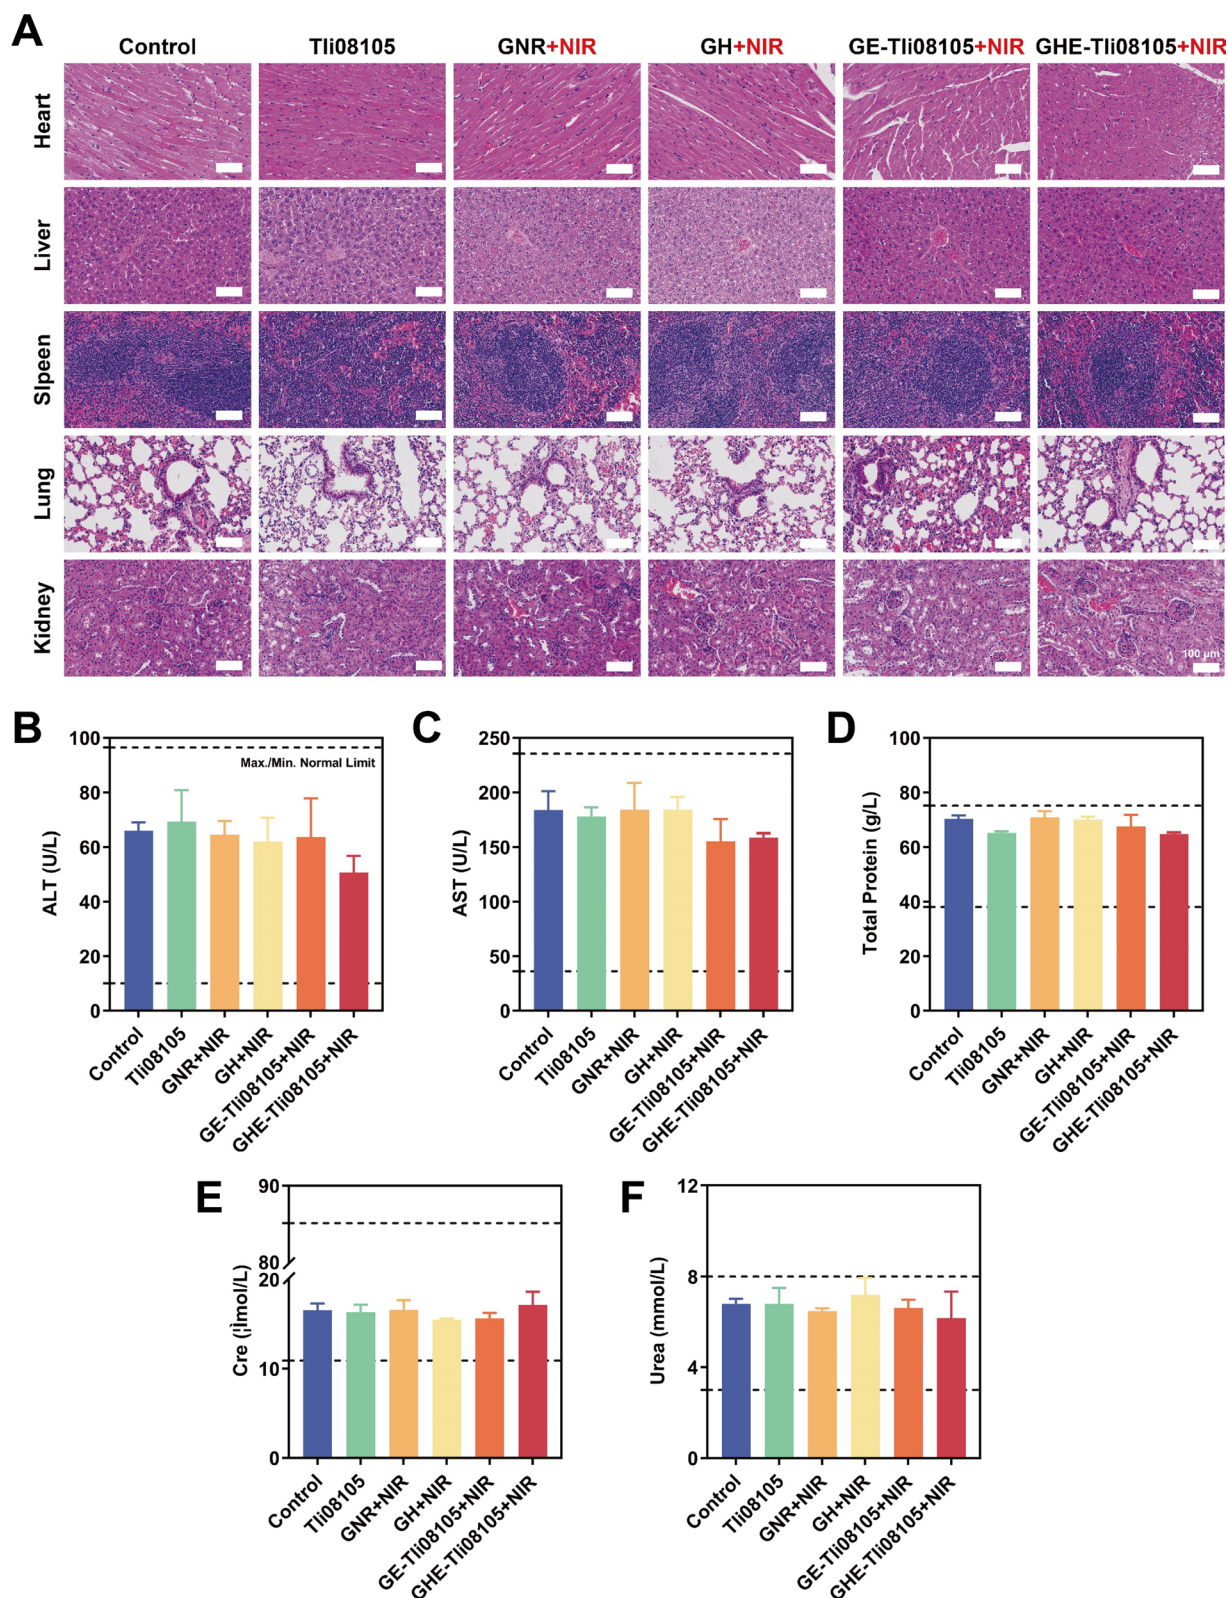 A
Control
Tli08105
GNR+NIR
GH+NIR
GE-Tli08105+NIR
GHE-Tli08105+NIR
Heart
Liver
Slpeen
Lung
Kidney
100 μm
B
ALT (U/L)
100
80
60
40
20
0
Max./Min. Normal Limit
Control
Tli08105
GNR+NIR
GH+NIR
GE-Tli08105+NIR
GHE-Tli08105+NIR
C
AST (U/L)
250
200
150
100
50
0
Control
Tli08105
GNR+NIR
GH+NIR
GE-Tli08105+NIR
GHE-Tli08105+NIR
D
Total Protein (g/L)
100
80
60
40
20
0
Control
Tli08105
GNR+NIR
GH+NIR
GE-Tli08105+NIR
GHE-Tli08105+NIR
E
Cre (¦Ìmol/L)
90
80
20
10
0
Control
Tli08105
GNR+NIR
GH+NIR
GE-Tli08105+NIR
GHE-Tli08105+NIR
F
Urea (mmol/L)
12
8
4
0
Control
Tli08105
GNR+NIR
GH+NIR
GE-Tli08105+NIR
GHE-Tli08105+NIR